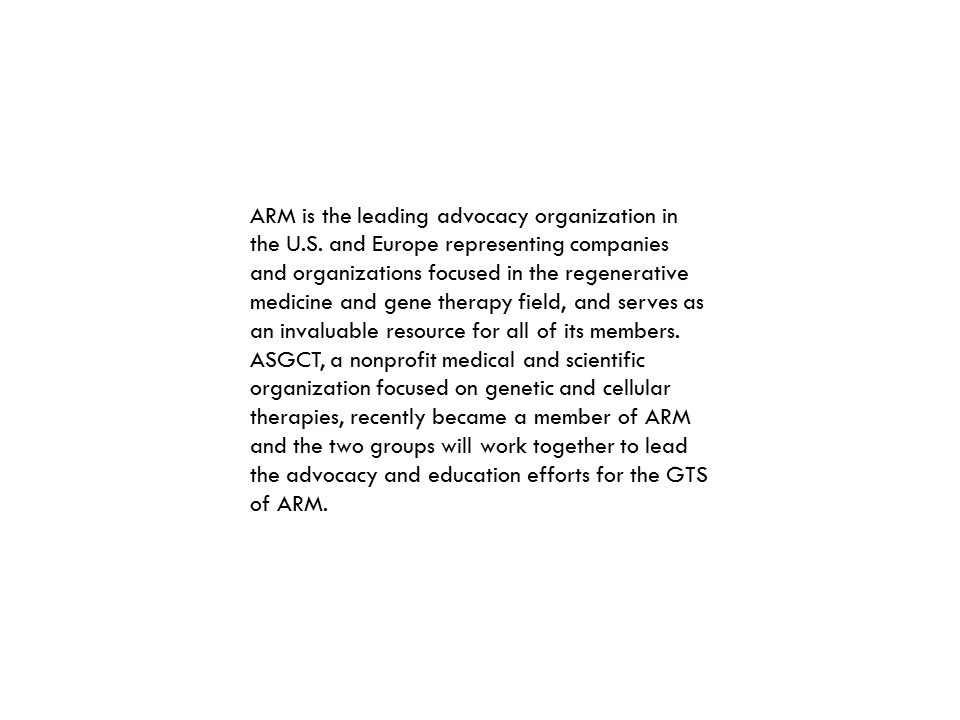 ARM is the leading advocacy organization in
the U.S. and Europe representing companies
and organizations focused in the regenerative
medicine and gene therapy field, and serves as
an invaluable resource for all of its members.
ASGCT, a nonprofit medical and scientific
organization focused on genetic and cellular
therapies, recently became a member of ARM
and the two groups will work together to lead
the advocacy and education efforts for the GTS
of ARM.